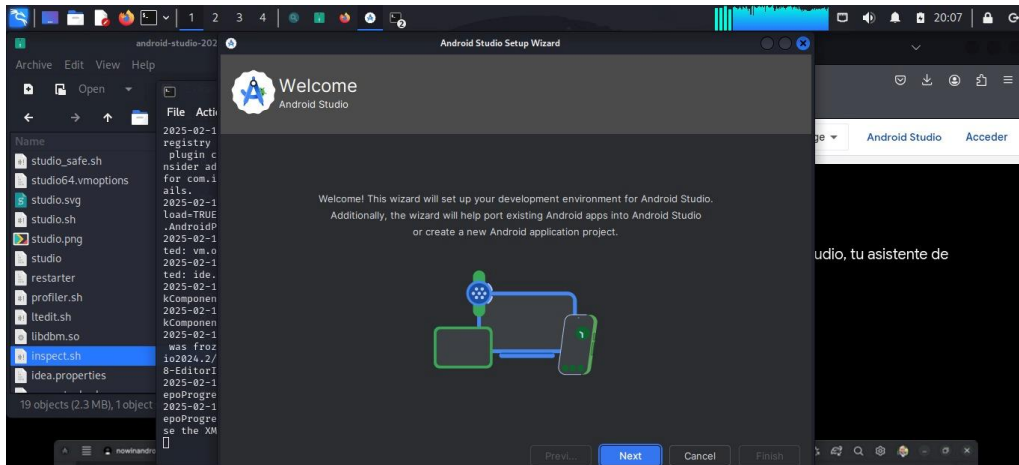 1 2 3 4
2
20:07
android-studio-202
Android Studio Setup Wizard
Archive Edit View Help
Open
File Acti
Name
studio_safe.sh
studio64.vmoptions
studio.svg
studio.sh
studio.png
studio
restarter
profiler.sh
ltedit.sh
libdbm.so
inspect.sh
idea.properties
19 objects (2.3 MB), 1 object
2025-02-1
registry
plugin c
nsider ad
for com.i
ails.
2025-02-1
load=TRUE
.AndroidP
2025-02-1
ted: vm.o
2025-02-1
ted: ide.
2025-02-1
kComponen
2025-02-1
kComponen
2025-02-1
was froz
io2024.2/
8-EditorI
2025-02-1
epoProgre
2025-02-1
epoProgre
se the XM
Welcome
Android Studio
Welcome! This wizard will set up your development environment for Android Studio.
Additionally, the wizard will help port existing Android apps into Android Studio
or create a new Android application project.
Previ... Next Cancel Finish
ge Android Studio Acceder
udio, tu asistente de
nowinandro